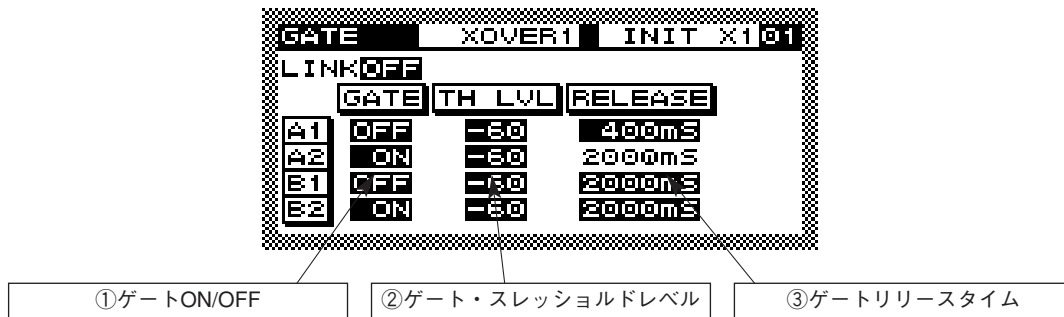 GATE XOVER1 INIT X1 01
LINK OFF
GATE TH LVL RELEASE
A1 OFF -60 400mS
A2 ON -60 2000mS
B1 OFF -60 2000mS
B2 ON -60 2000mS
①ゲートON/OFF ②ゲート・スレッショルドレベル ③ゲートリリースタイム